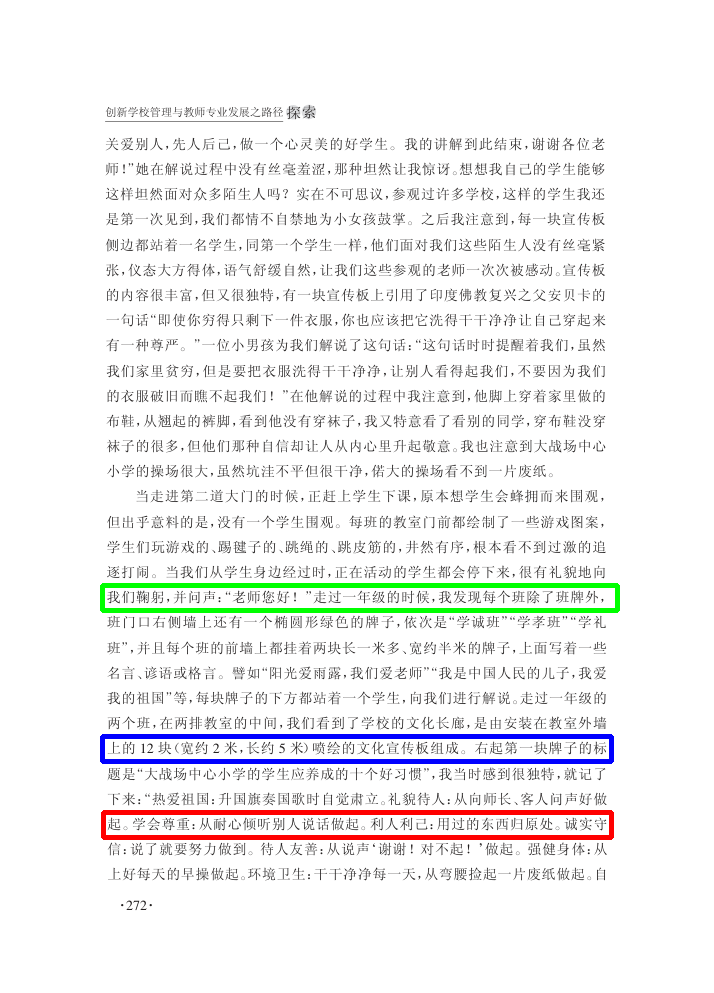 创新学校管理与教师专业发展之路径 探索
关爱别人,先人后己,做一个心灵美的好学生。我的讲解到此结束,谢谢各位老
师!”她在解说过程中没有丝毫羞涩,那种坦然让我惊讶。想想我自己的学生能够
这样坦然面对众多陌生人吗?实在不可思议,参观过许多学校,这样的学生我还
是第一次见到,我们都情不自禁地为小女孩鼓掌。之后我注意到,每一块宣传板
侧边都站着一名学生,同第一个学生一样,他们面对我们这些陌生人没有丝毫紧
张,仪态大方得体,语气舒缓自然,让我们这些参观的老师一次次被感动。宣传板
的内容很丰富,但又很独特,有一块宣传板上引用了印度佛教复兴之父安贝卡的
一句话“即使你穷得只剩下一件衣服,你也应该把它洗得干干净净让自己穿起来
有一种尊严。”一位小男孩为我们解说了这句话:“这句话时时提醒着我们,虽然
我们家里贫穷,但是要把衣服洗得干干净净,让别人看得起我们,不要因为我们
的衣服破旧而瞧不起我们!”在他解说的过程中我注意到,他脚上穿着家里做的
布鞋,从翘起的裤脚,看到他没有穿袜子,我又特意看了看别的同学,穿布鞋没穿
袜子的很多,但他们那种自信却让人从内心里升起敬意。我也注意到大战场中心
小学的操场很大,虽然坑洼不平但很干净,偌大的操场看不到一片废纸。
当走进第二道大门的时候,正赶上学生下课,原本想学生会蜂拥而来围观,
但出乎意料的是,没有一个学生围观。每班的教室门前都绘制了一些游戏图案,
学生们玩游戏的、踢毽子的、跳绳的、跳皮筋的,井然有序,根本看不到过激的追
逐打闹。当我们从学生身边经过时,正在活动的学生都会停下来,很有礼貌地向
我们鞠躬,并问声:“老师您好!”走过一年级的时候,我发现每个班除了班牌外,
班门口右侧墙上还有一个椭圆形绿色的牌子,依次是“学诚班”“学孝班”“学礼
班”,并且每个班的前墙上都挂着两块长一米多、宽约半米的牌子,上面写着一些
名言、谚语或格言。譬如“阳光爱雨露,我们爱老师”“我是中国人民的儿子,我爱
我的祖国”等,每块牌子的下方都站着一个学生,向我们进行解说。走过一年级的
两个班,在两排教室的中间,我们看到了学校的文化长廊,是由安装在教室外墙
上的 12 块(宽约 2 米,长约 5 米)喷绘的文化宣传板组成。右起第一块牌子的标
题是“大战场中心小学的学生应养成的十个好习惯”,我当时感到很独特,就记了
下来:“热爱祖国:升国旗奏国歌时自觉肃立。礼貌待人:从向师长、客人问声好做
起。学会尊重:从耐心倾听别人说话做起。利人利己:用过的东西归原处。诚实守
信:说了就要努力做到。待人友善:从说声‘谢谢!对不起!’做起。强健身体:从
上好每天的早操做起。环境卫生:干干净净每一天,从弯腰捡起一片废纸做起。自
·272·